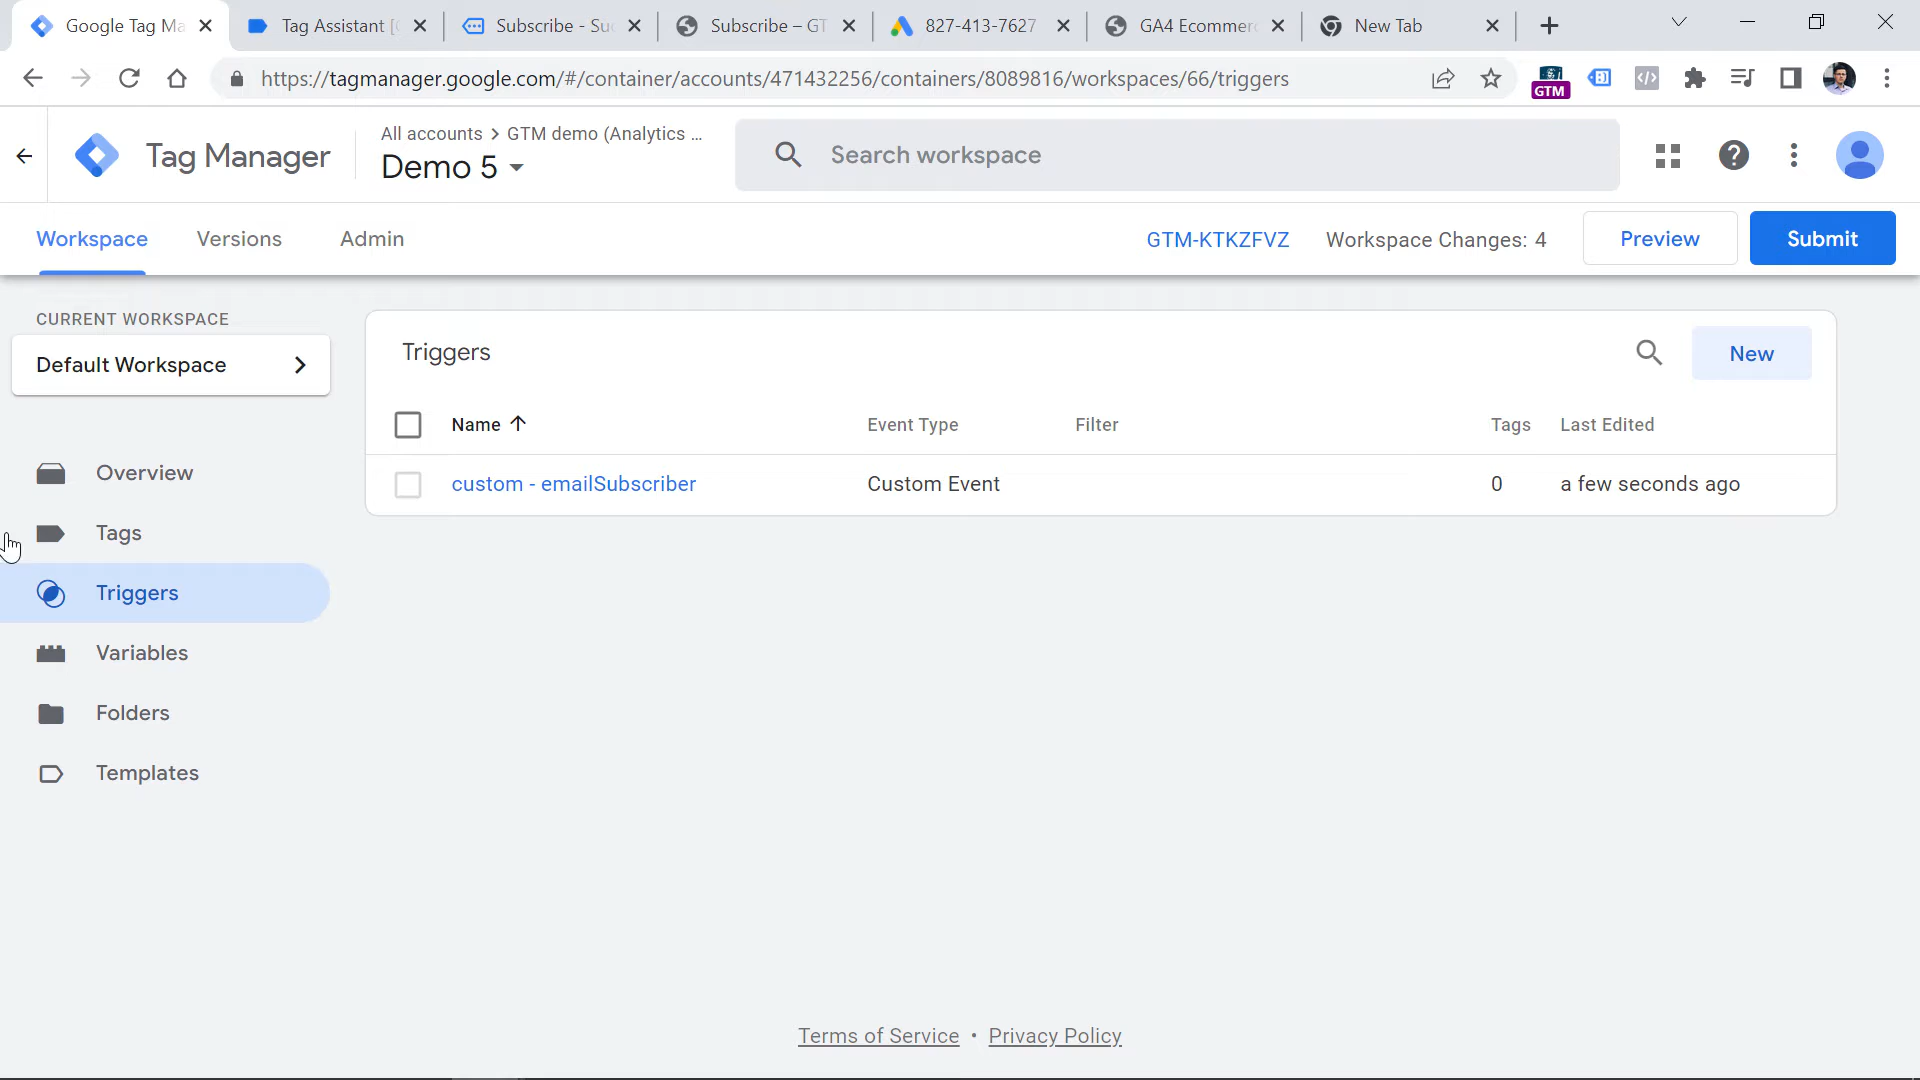 Google Tag Ma
Tag Assistant [
Subscribe - Su
Subscribe – GT
827-413-7627
GA4 Ecommer
New Tab
https://tagmanager.google.com/#/container/accounts/471432256/containers/8089816/workspaces/66/triggers
GTM
Tag Manager
All accounts > GTM demo (Analytics ...
Demo 5
Search workspace
Workspace
Versions
Admin
GTM-KTKZFVZ
Workspace Changes: 4
Preview
Submit
CURRENT WORKSPACE
Default Workspace
Overview
Tags
Triggers
Variables
Folders
Templates
Triggers
New
Name
Event Type
Filter
Tags
Last Edited
custom - emailSubscriber
Custom Event
0
a few seconds ago
Terms of Service • Privacy Policy